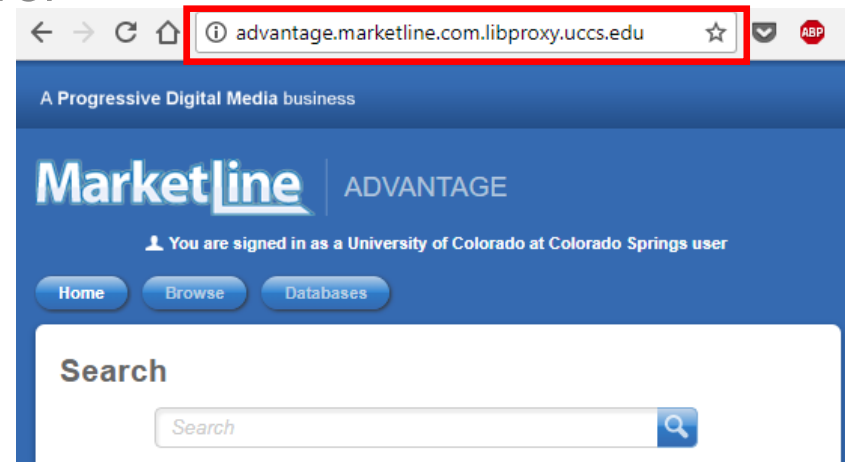 advantage.marketline.com.libproxy.uccs.edu
ABP
A Progressive Digital Media business
Marketline ADVANTAGE
You are signed in as a University of Colorado at Colorado Springs user
Home Browse Databases
Search
Search